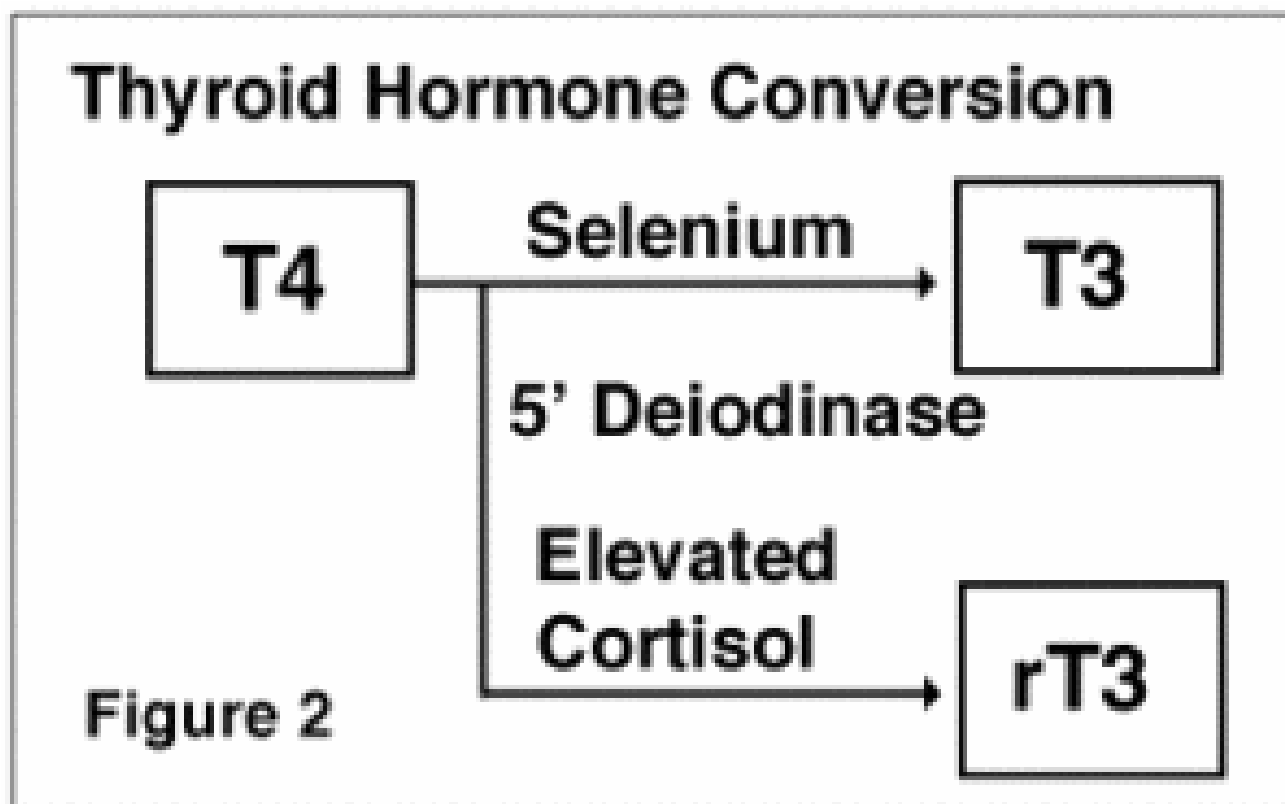 Thyroid Hormone Conversion
T4
Selenium
T3
5’ Deiodinase
Elevated
Cortisol
rT3
Figure 2